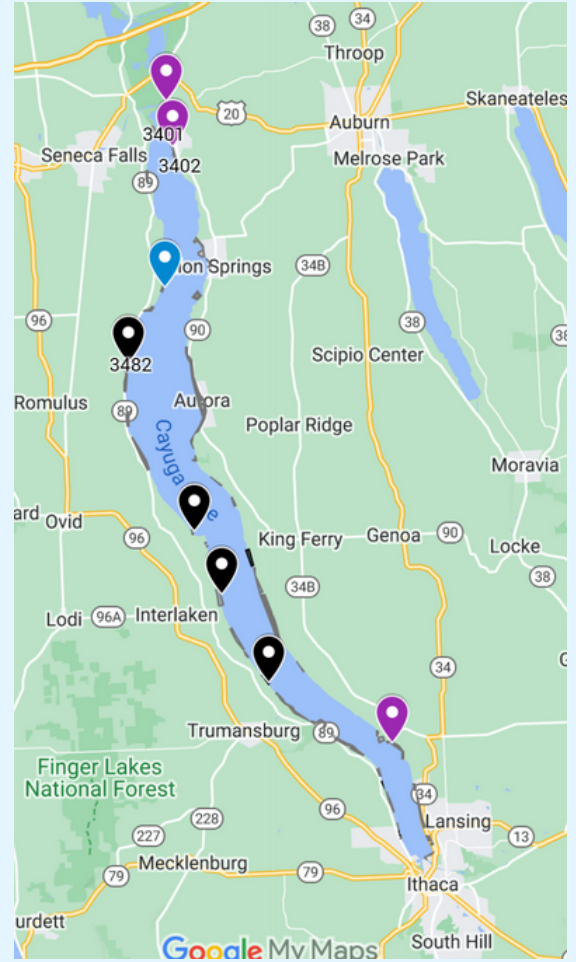 38
34
Throop
Skaneateles
20
Auburn
3401
Melrose Park
Seneca Falls
3402
89
ion Springs
34B
96
90
38
38
3482
Scipio Center
Romulus
89
Aurora
Poplar Ridge
Cayuga
Moravia
Ovid
96
King Ferry
Genoa
90
Locke
38
34B
Interlaken
Lodi
96A
34
Trumansburg
89
Finger Lakes
National Forest
34
96
Lansing
228
227
13
Mecklenburg
79
79
Ithaca
urdett
South Hill
Google My Maps